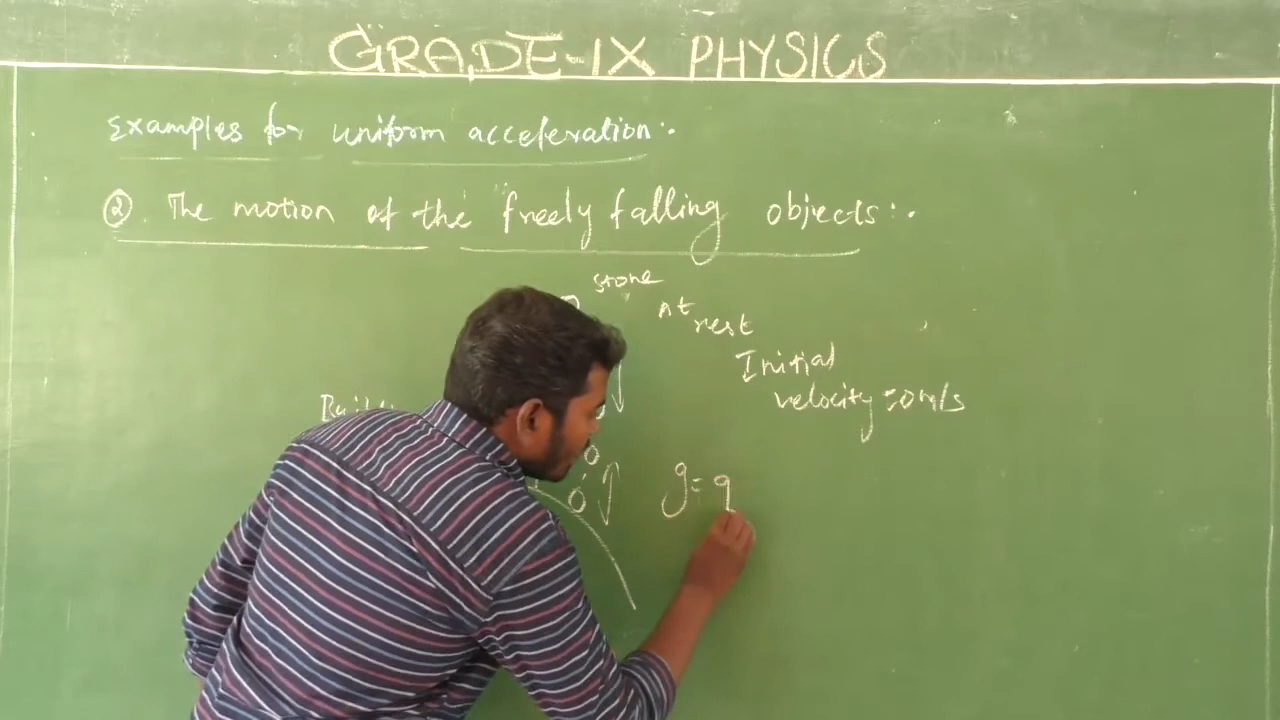 GRADE-IX PHYSICS
Examples for uniform acceleration:.
②. The motion of the freely falling objects:.
stone
At rest
Initial
velocity =0 m/s
g= 9